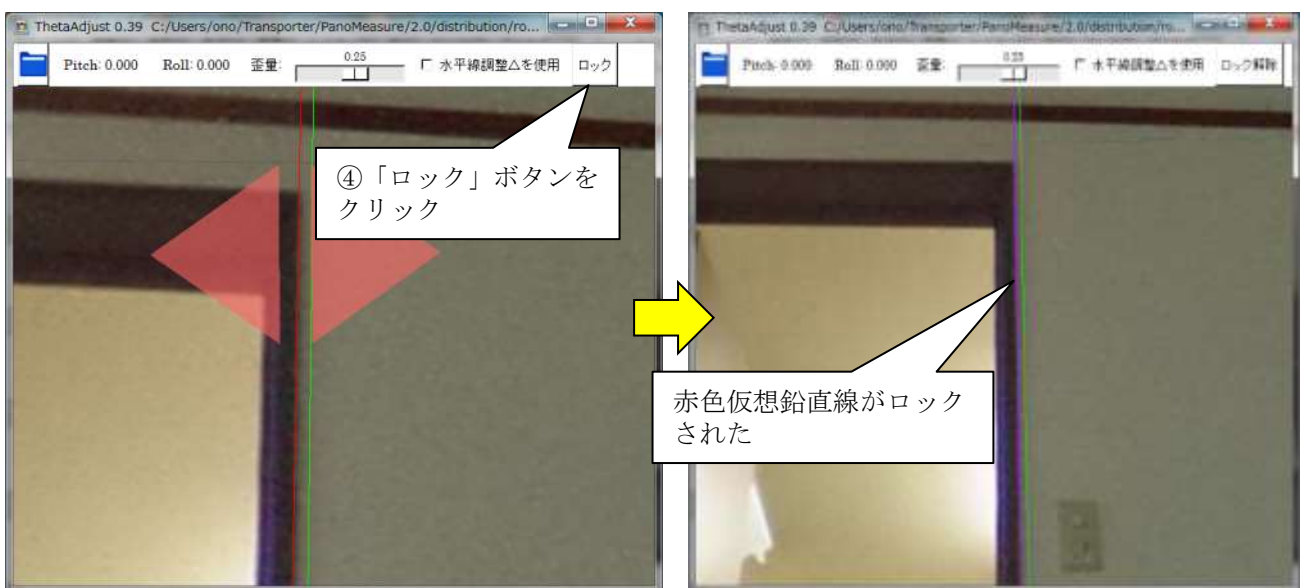 ThetaAdjust 0.39 C:/Users/ono/Transporter/PanoMeasure/2.0/distribution/ro...
Pitch: 0.000 Roll: 0.000 歪量: 0.25 水平線調整△を使用 ロック
④「ロック」ボタンを
クリック
ThetaAdjust 0.39 C:/Users/ono/Transporter/PanoMeasure/2.0/distribution/ro...
Pitch: 0.000 Roll: 0.000 歪量: 0.25 水平線調整△を使用 ロック解除
赤色仮想鉛直線がロック
された